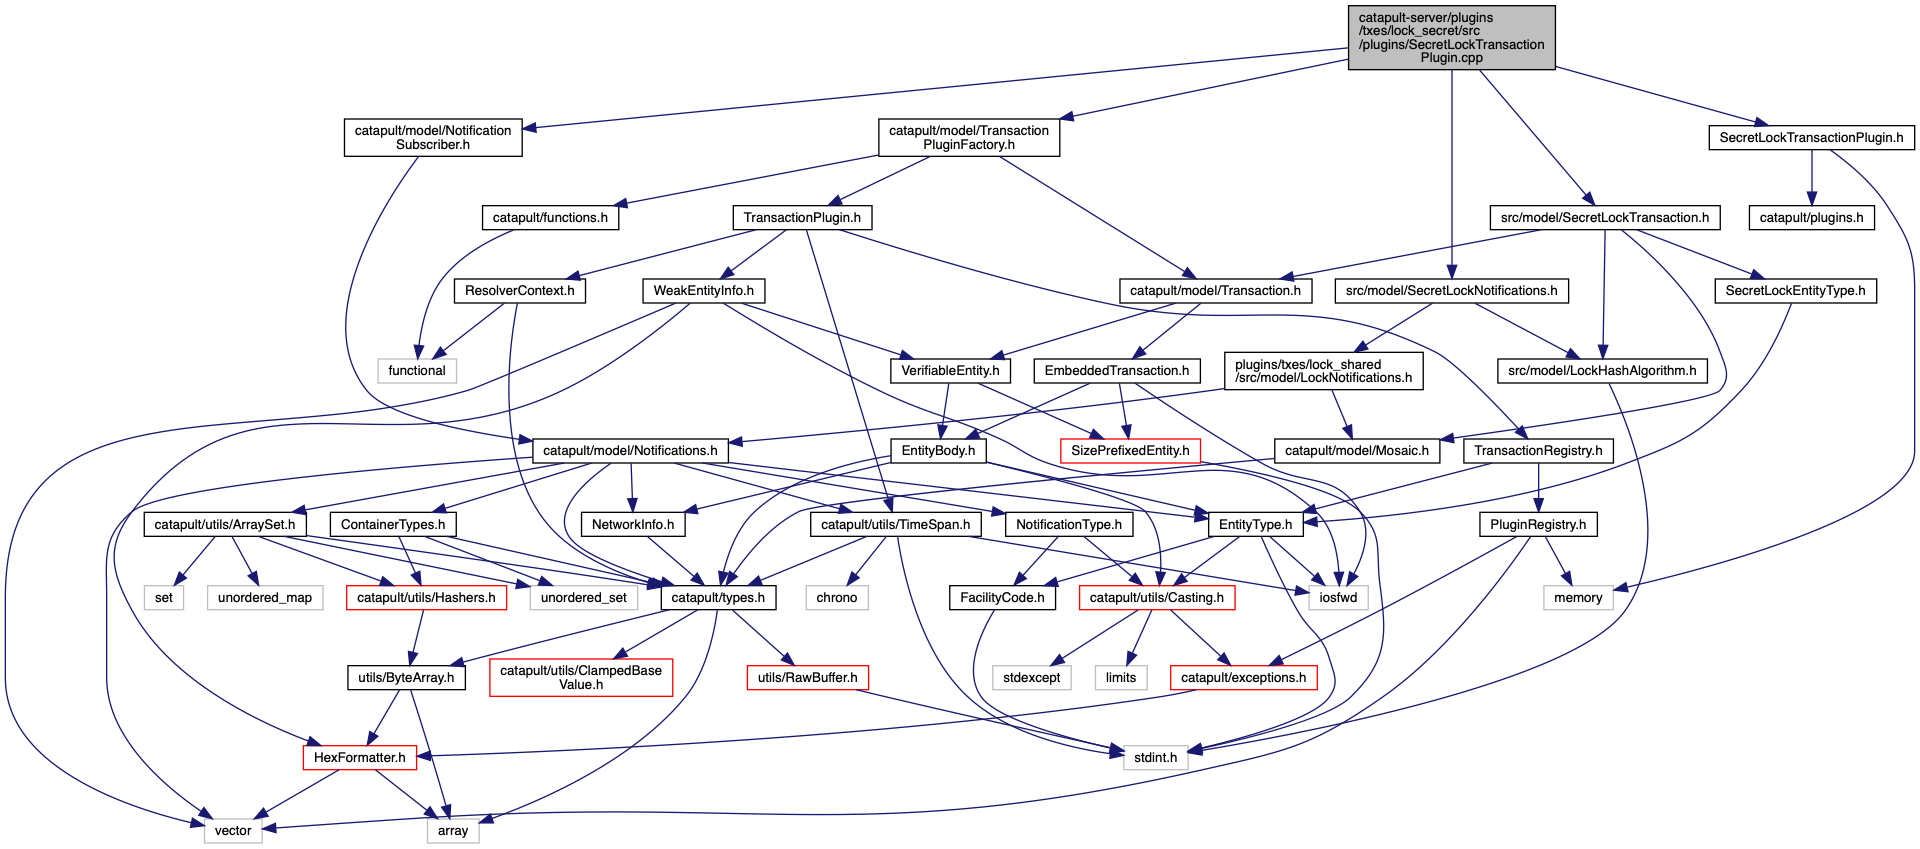 catapult-server/plugins
/txes/lock_secret/src
/plugins/SecretLockTransaction
Plugin.cpp
catapult/model/Notification
Subscriber.h
catapult/model/Transaction
PluginFactory.h
SecretLockTransactionPlugin.h
catapult/functions.h
TransactionPlugin.h
src/model/SecretLockTransaction.h
catapult/plugins.h
ResolverContext.h
WeakEntityInfo.h
catapult/model/Transaction.h
src/model/SecretLockNotifications.h
SecretLockEntityType.h
functional
VerifiableEntity.h
EmbeddedTransaction.h
plugins/txes/lock_shared
/src/model/LockNotifications.h
src/model/LockHashAlgorithm.h
catapult/model/Notifications.h
EntityBody.h
SizePrefixedEntity.h
catapult/model/Mosaic.h
TransactionRegistry.h
catapult/utils/ArraySet.h
ContainerTypes.h
NetworkInfo.h
catapult/utils/TimeSpan.h
NotificationType.h
EntityType.h
PluginRegistry.h
set
unordered_map
catapult/utils/Hashers.h
unordered_set
catapult/types.h
chrono
FacilityCode.h
catapult/utils/Casting.h
iosfwd
memory
utils/ByteArray.h
catapult/utils/ClampedBase
Value.h
utils/RawBuffer.h
stdexcept
limits
catapult/exceptions.h
HexFormatter.h
stdint.h
vector
array